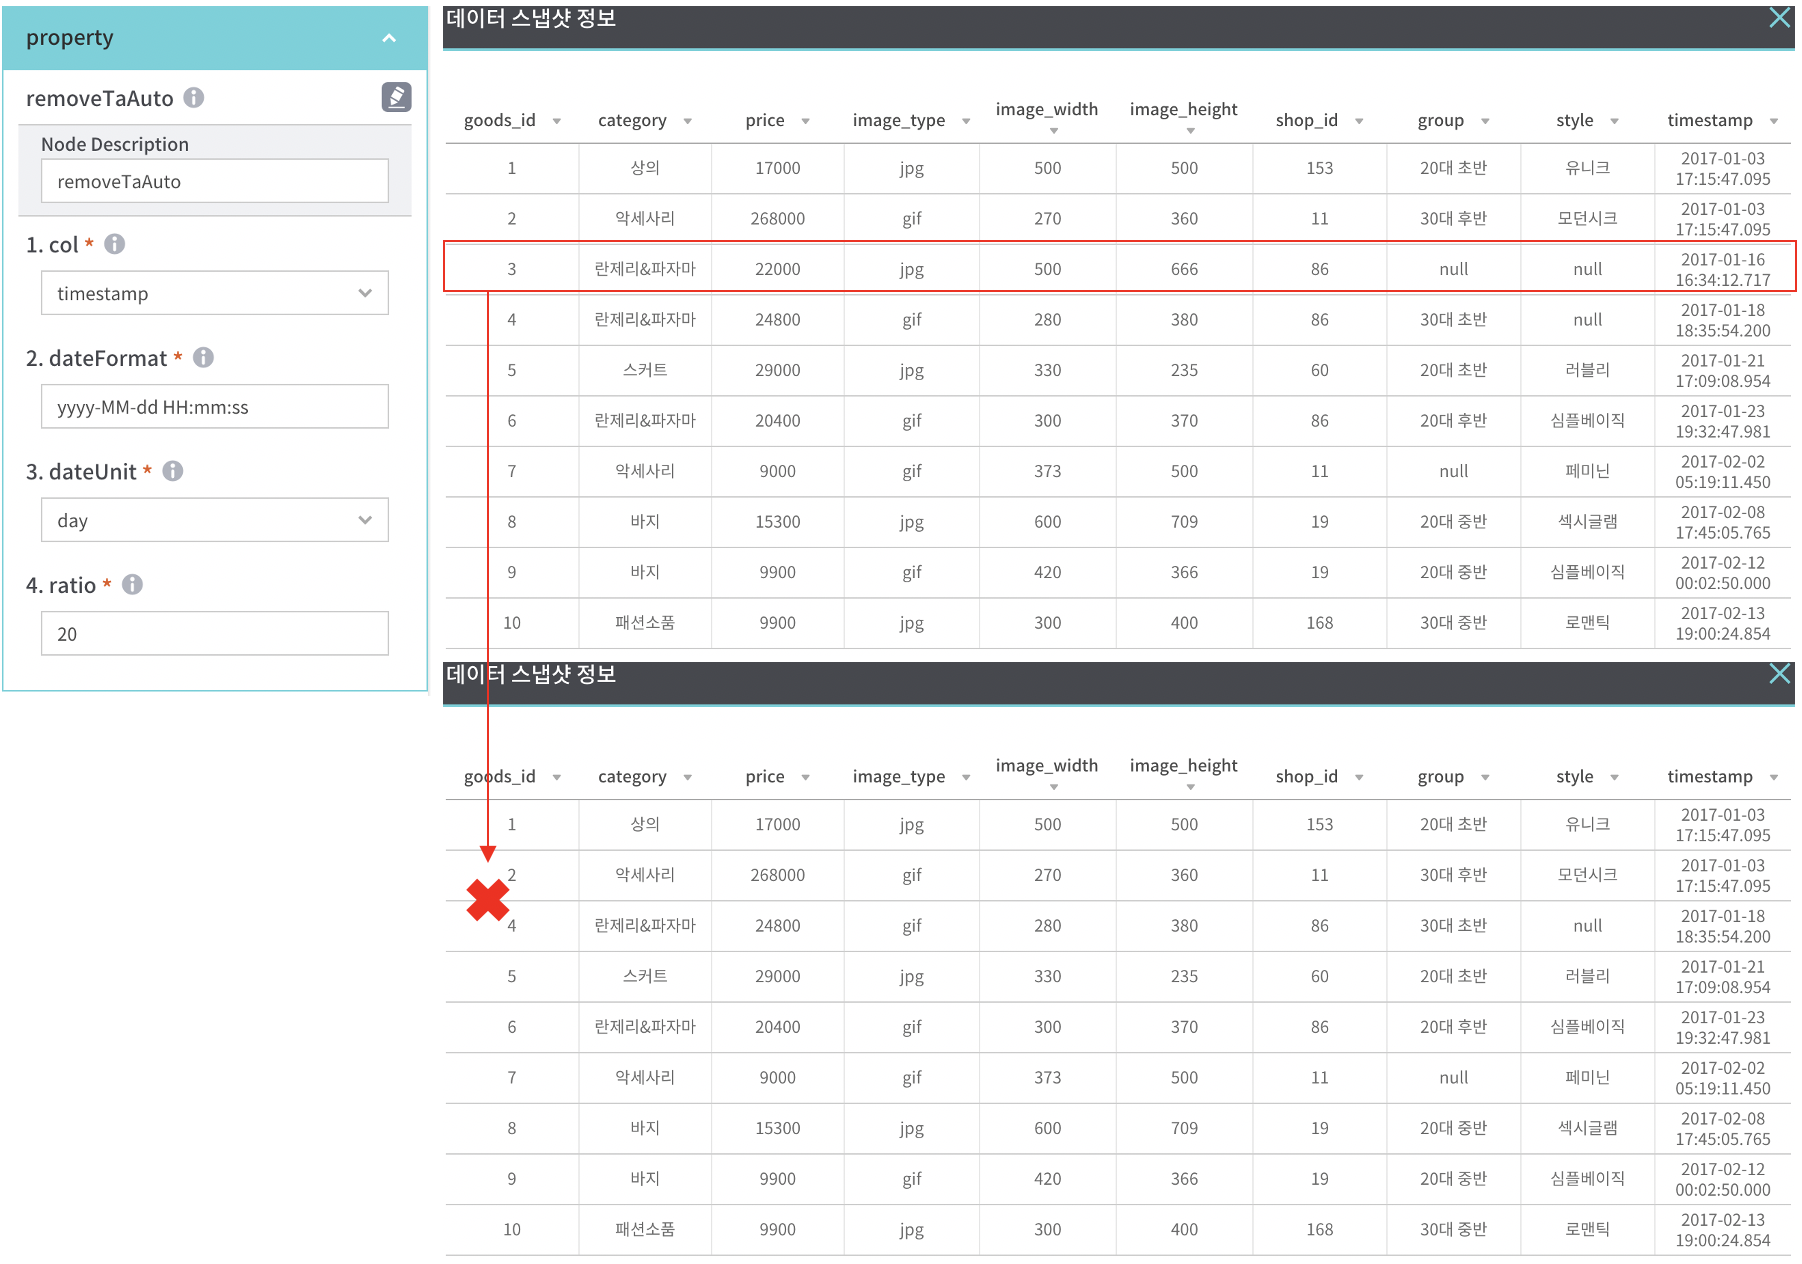 property
removeTaAuto
Node Description
removeTaAuto
1. col *
timestamp
2. dateFormat *
yyyy-MM-dd HH:mm:ss
3. dateUnit *
day
4. ratio *
20
데이터 스냅샷 정보
goods_id category price image_type image_width image_height shop_id group style timestamp
1 상의 17000 jpg 500 500 153 20대 초반 유니크 2017-01-03 17:15:47.095
2 악세사리 268000 gif 270 360 11 30대 후반 모던시크 2017-01-03 17:15:47.095
3 란제리&파자마 22000 jpg 500 666 86 null null 2017-01-16 16:34:12.717
4 란제리&파자마 24800 gif 280 380 86 30대 초반 null 2017-01-18 18:35:54.200
5 스커트 29000 jpg 330 235 60 20대 초반 러블리 2017-01-21 17:09:08.954
6 란제리&파자마 20400 gif 300 370 86 20대 후반 심플베이직 2017-01-23 19:32:47.981
7 악세사리 9000 gif 373 500 11 null 페미닌 2017-02-02 05:19:11.450
8 바지 15300 jpg 600 709 19 20대 중반 섹시글램 2017-02-08 17:45:05.765
9 바지 9900 gif 420 366 19 20대 중반 심플베이직 2017-02-12 00:02:50.000
10 패션소품 9900 jpg 300 400 168 30대 중반 로맨틱 2017-02-13 19:00:24.854
데이터 스냅샷 정보
goods_id category price image_type image_width image_height shop_id group style timestamp
1 상의 17000 jpg 500 500 153 20대 초반 유니크 2017-01-03 17:15:47.095
2 악세사리 268000 gif 270 360 11 30대 후반 모던시크 2017-01-03 17:15:47.095
4 란제리&파자마 24800 gif 280 380 86 30대 초반 null 2017-01-18 18:35:54.200
5 스커트 29000 jpg 330 235 60 20대 초반 러블리 2017-01-21 17:09:08.954
6 란제리&파자마 20400 gif 300 370 86 20대 후반 심플베이직 2017-01-23 19:32:47.981
7 악세사리 9000 gif 373 500 11 null 페미닌 2017-02-02 05:19:11.450
8 바지 15300 jpg 600 709 19 20대 중반 섹시글램 2017-02-08 17:45:05.765
9 바지 9900 gif 420 366 19 20대 중반 심플베이직 2017-02-12 00:02:50.000
10 패션소품 9900 jpg 300 400 168 30대 중반 로맨틱 2017-02-13 19:00:24.854